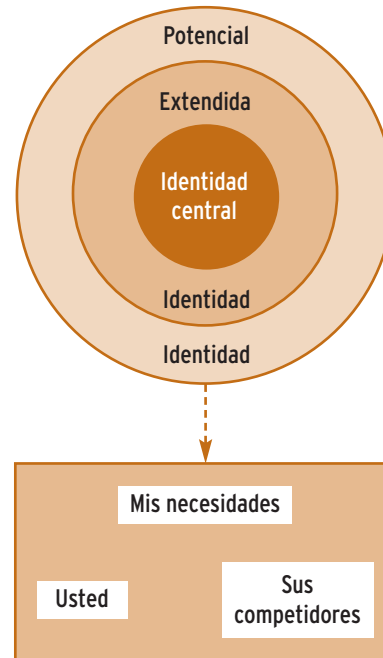 Potencial
Extendida
Identidad
central
Identidad
Identidad
Mis necesidades
Usted
Sus
competidores